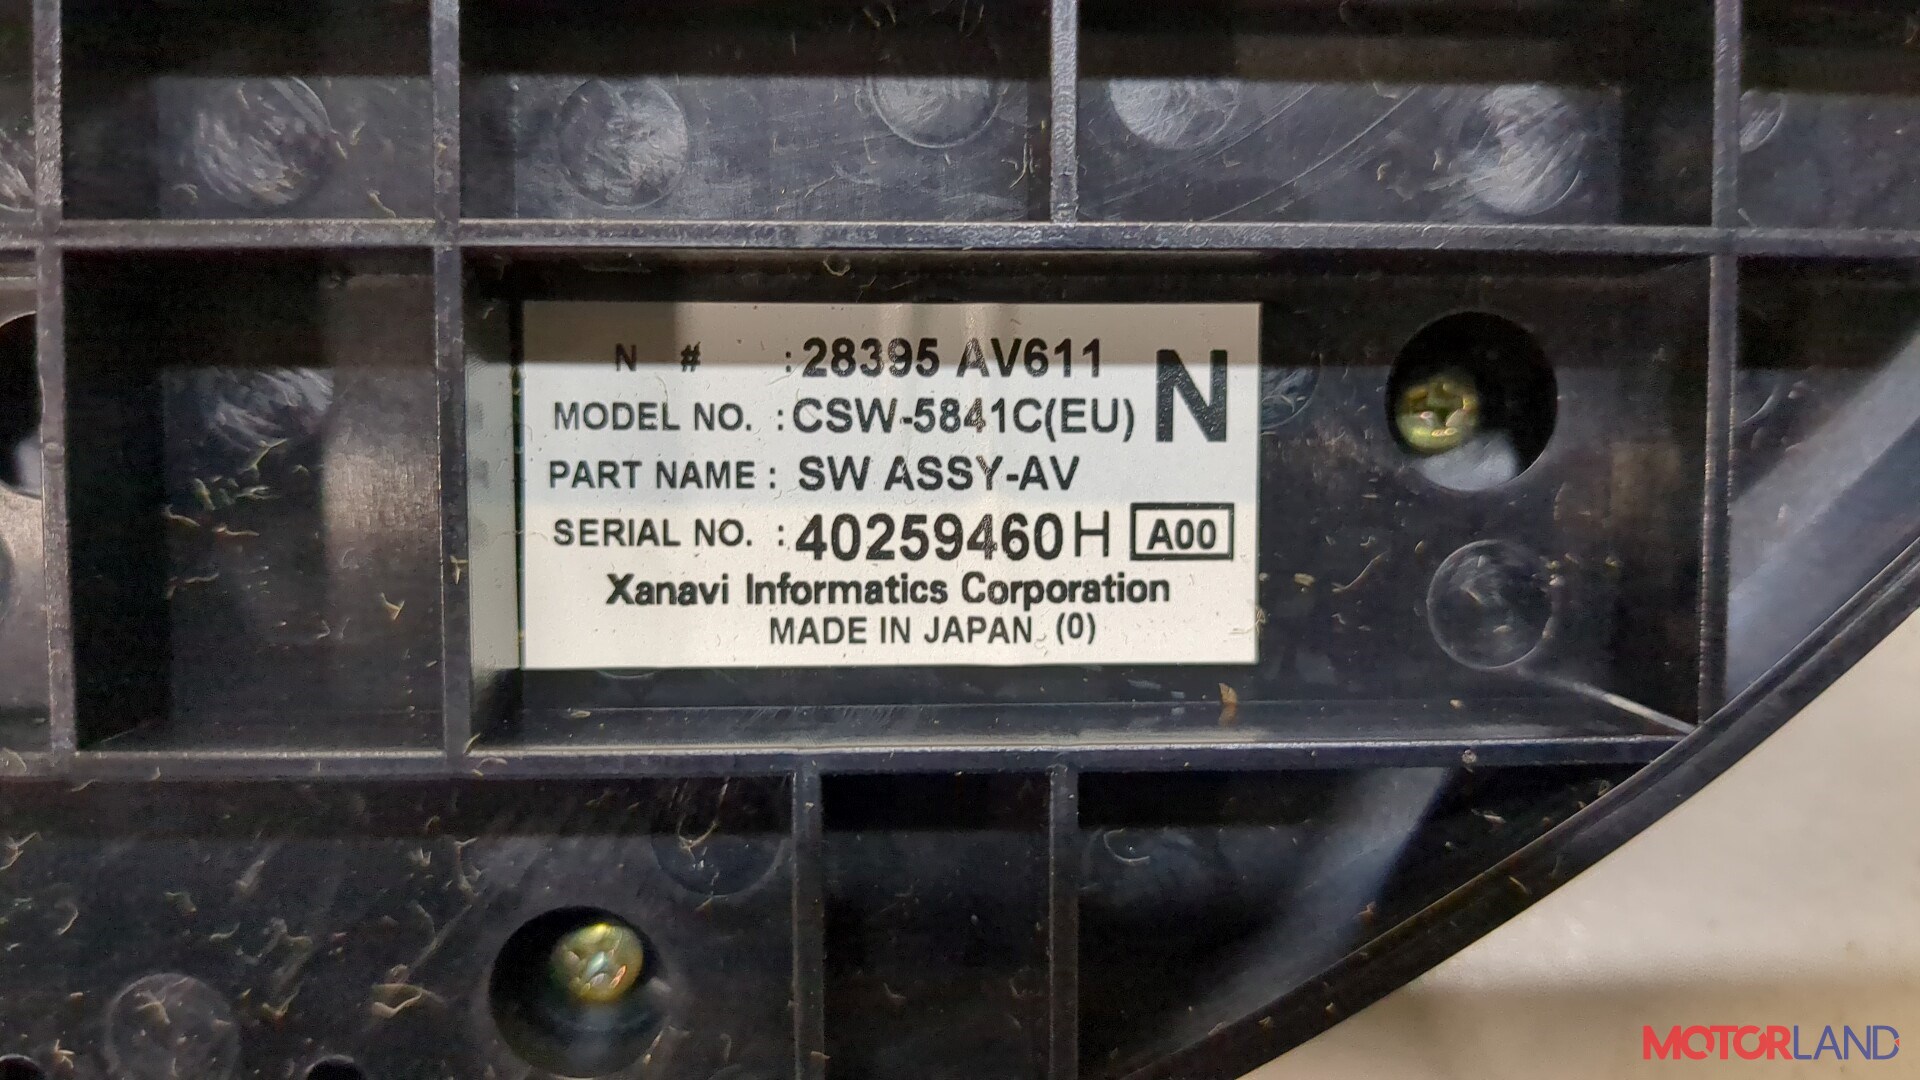 N # : 28395 AV611 N
MODEL NO. : CSW-5841C(EU)
PART NAME : SW ASSY-AV
SERIAL NO. : 40259460H A00
Xanavi Informatics Corporation
MADE IN JAPAN (0)
MOTORLAND